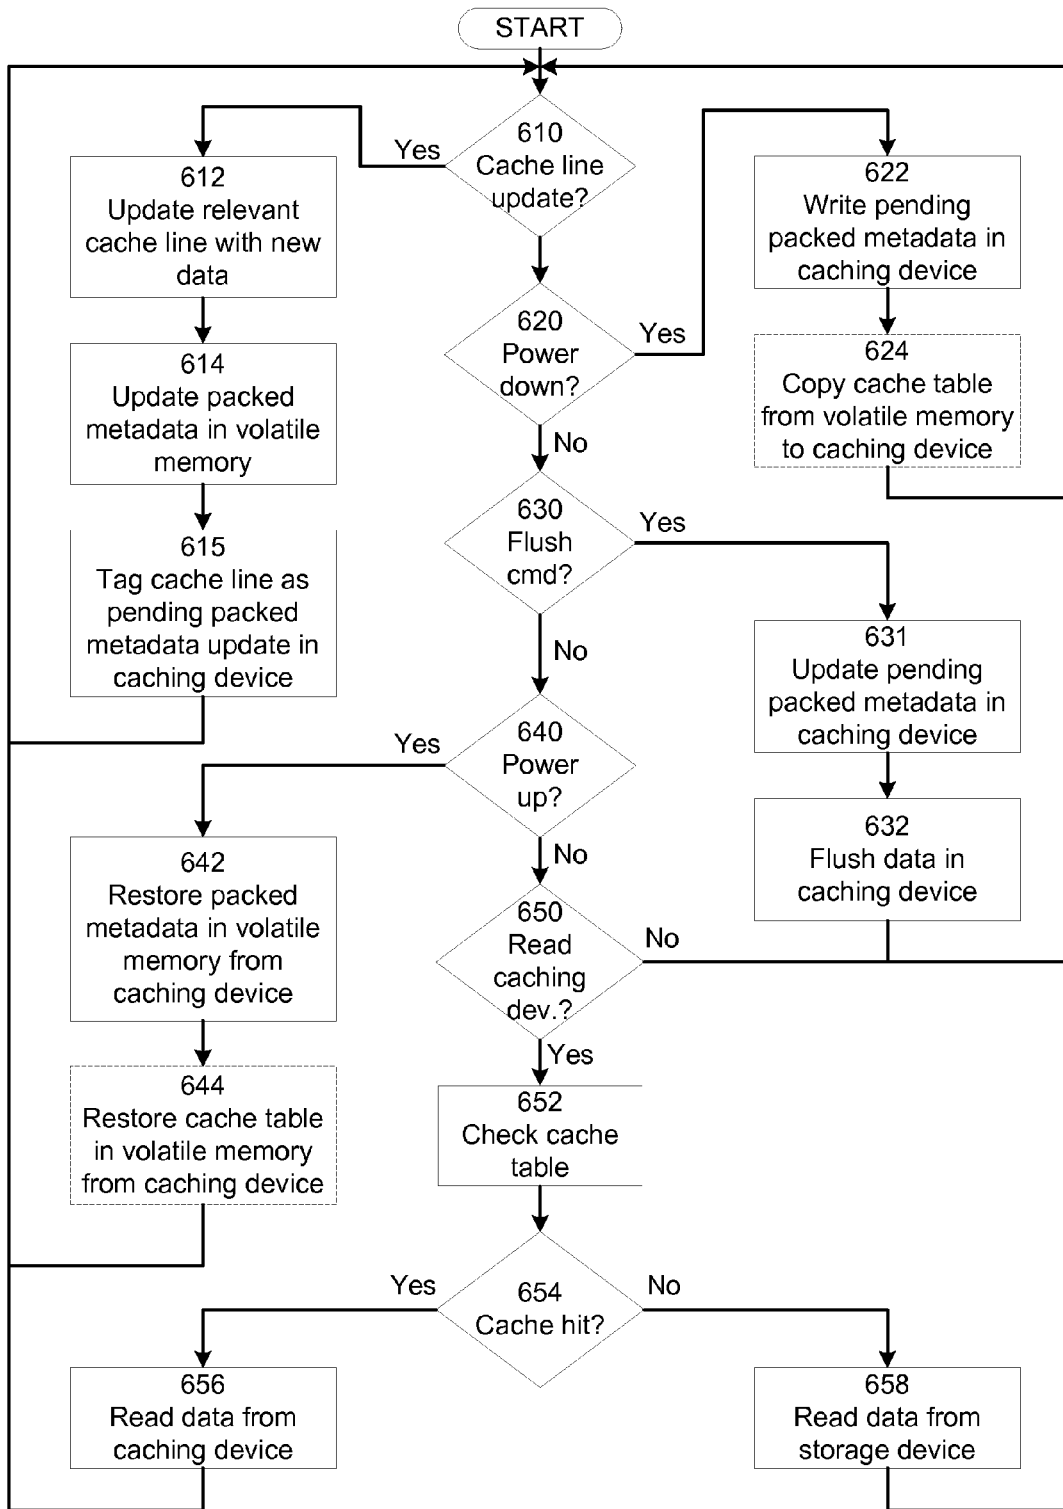 START
610
Cache line
update?
Yes
612
Update relevant
cache line with new
data
622
Write pending
packed metadata in
caching device
620
Power
down?
Yes
614
Update packed
metadata in volatile
memory
624
Copy cache table
from volatile memory
to caching device
No
630
Flush
cmd?
Yes
615
Tag cache line as
pending packed
metadata update in
caching device
No
631
Update pending
packed metadata in
caching device
640
Power
up?
Yes
No
632
Flush data in
caching device
642
Restore packed
metadata in volatile
memory from
caching device
650
Read
caching
dev.?
No
Yes
644
Restore cache table
in volatile memory
from caching device
652
Check cache
table
654
Cache hit?
Yes
No
656
Read data from
caching device
658
Read data from
storage device